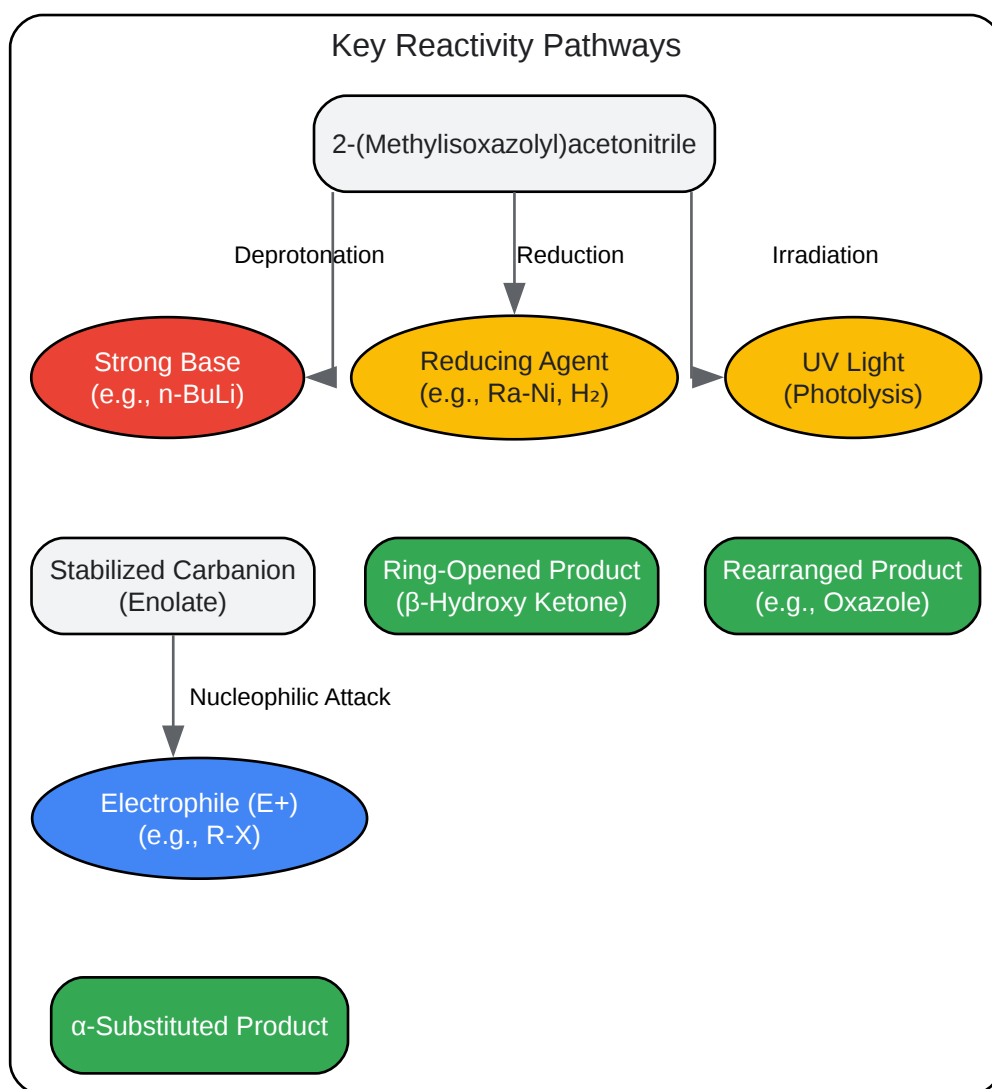 Key Reactivity Pathways
2-(Methylisoxazolyl)acetonitrile
Deprotonation
Reduction
Irradiation
Strong Base
(e.g., n-BuLi)
Reducing Agent
(e.g., Ra-Ni, H₂)
UV Light
(Photolysis)
Stabilized Carbanion
(Enolate)
Ring-Opened Product
(β-Hydroxy Ketone)
Rearranged Product
(e.g., Oxazole)
Nucleophilic Attack
Electrophile (E+)
(e.g., R-X)
α-Substituted Product